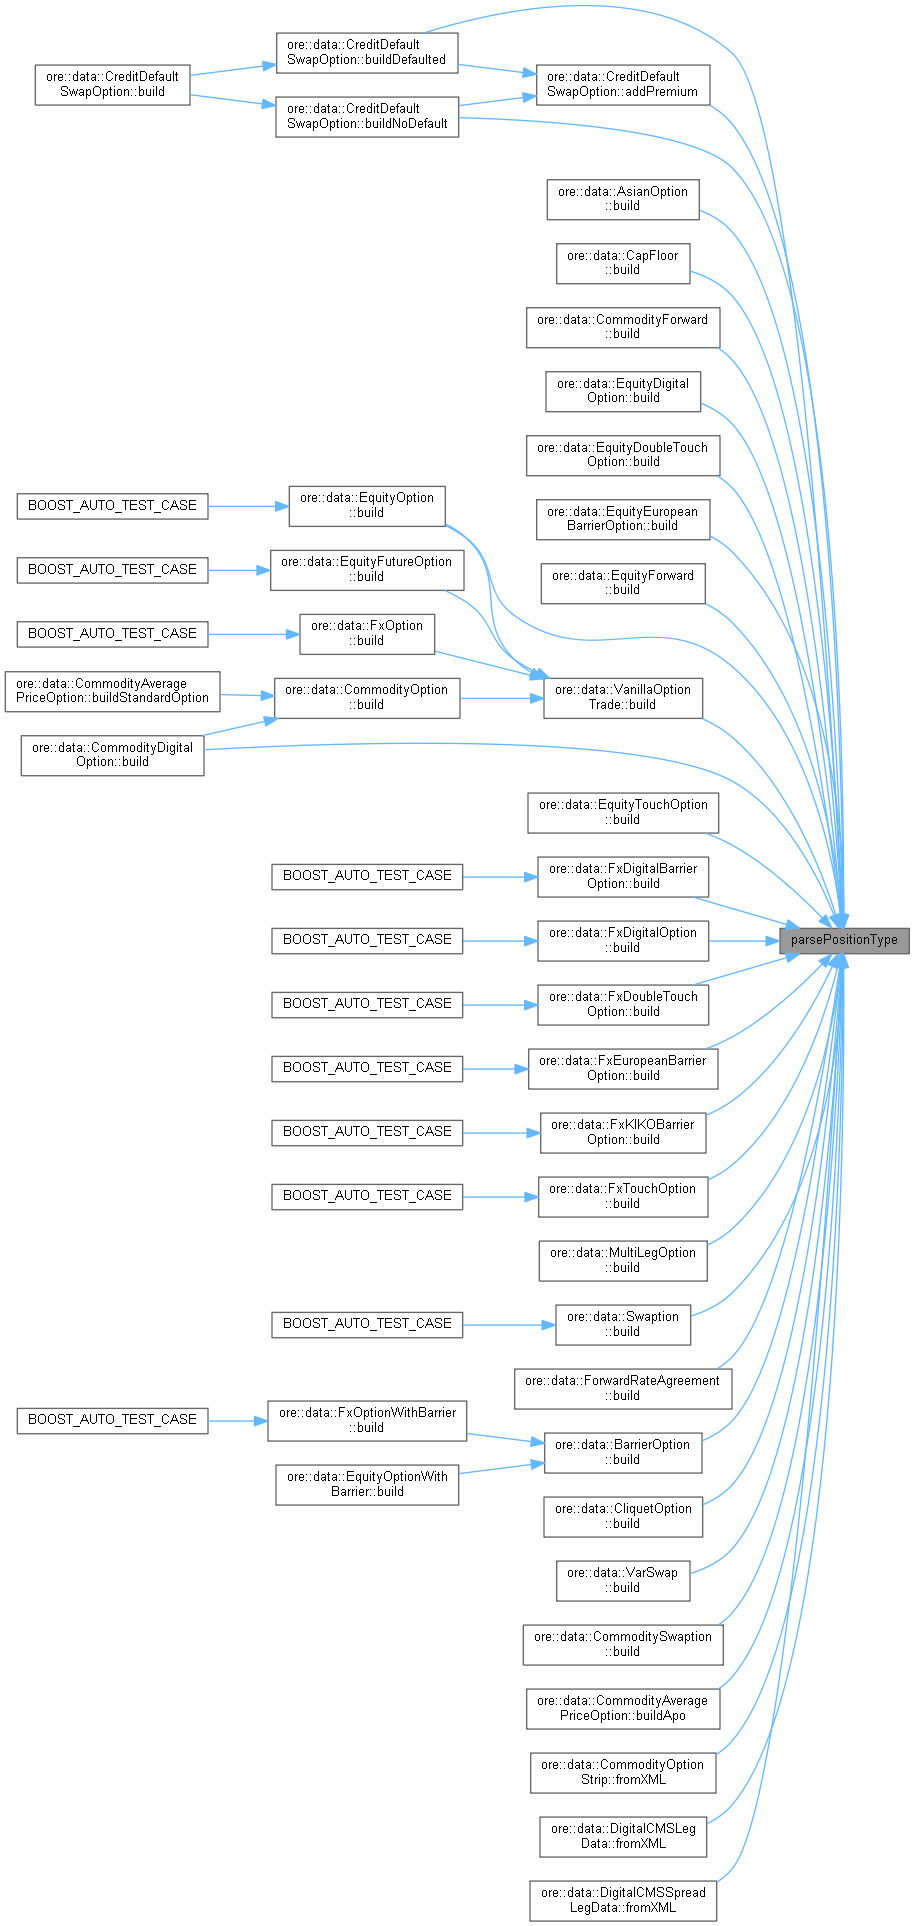 ore::data::CreditDefault
SwapOption::buildDefaulted
ore::data::CreditDefault
SwapOption::build
ore::data::CreditDefault
SwapOption::addPremium
ore::data::CreditDefault
SwapOption::buildNoDefault
ore::data::AsianOption
::build
ore::data::CapFloor
::build
ore::data::CommodityForward
::build
ore::data::EquityDigital
Option::build
ore::data::EquityDoubleTouch
Option::build
BOOST_AUTO_TEST_CASE
ore::data::EquityOption
::build
ore::data::EquityEuropean
BarrierOption::build
BOOST_AUTO_TEST_CASE
ore::data::EquityFutureOption
::build
ore::data::EquityForward
::build
BOOST_AUTO_TEST_CASE
ore::data::FxOption
::build
ore::data::CommodityAverage
PriceOption::buildStandardOption
ore::data::CommodityOption
::build
ore::data::VanillaOption
Trade::build
ore::data::CommodityDigital
Option::build
ore::data::EquityTouchOption
::build
BOOST_AUTO_TEST_CASE
ore::data::FxDigitalBarrier
Option::build
BOOST_AUTO_TEST_CASE
ore::data::FxDigitalOption
::build
parsePositionType
BOOST_AUTO_TEST_CASE
ore::data::FxDoubleTouch
Option::build
BOOST_AUTO_TEST_CASE
ore::data::FxEuropeanBarrier
Option::build
BOOST_AUTO_TEST_CASE
ore::data::FxKIKOBarrier
Option::build
BOOST_AUTO_TEST_CASE
ore::data::FxTouchOption
::build
ore::data::MultiLegOption
::build
BOOST_AUTO_TEST_CASE
ore::data::Swaption
::build
ore::data::ForwardRateAgreement
::build
BOOST_AUTO_TEST_CASE
ore::data::FxOptionWithBarrier
::build
ore::data::BarrierOption
::build
ore::data::EquityOptionWith
Barrier::build
ore::data::CliquetOption
::build
ore::data::VarSwap
::build
ore::data::CommoditySwaption
::build
ore::data::CommodityAverage
PriceOption::buildApo
ore::data::CommodityOption
Strip::fromXML
ore::data::DigitalCMSLeg
Data::fromXML
ore::data::DigitalCMSSpread
LegData::fromXML